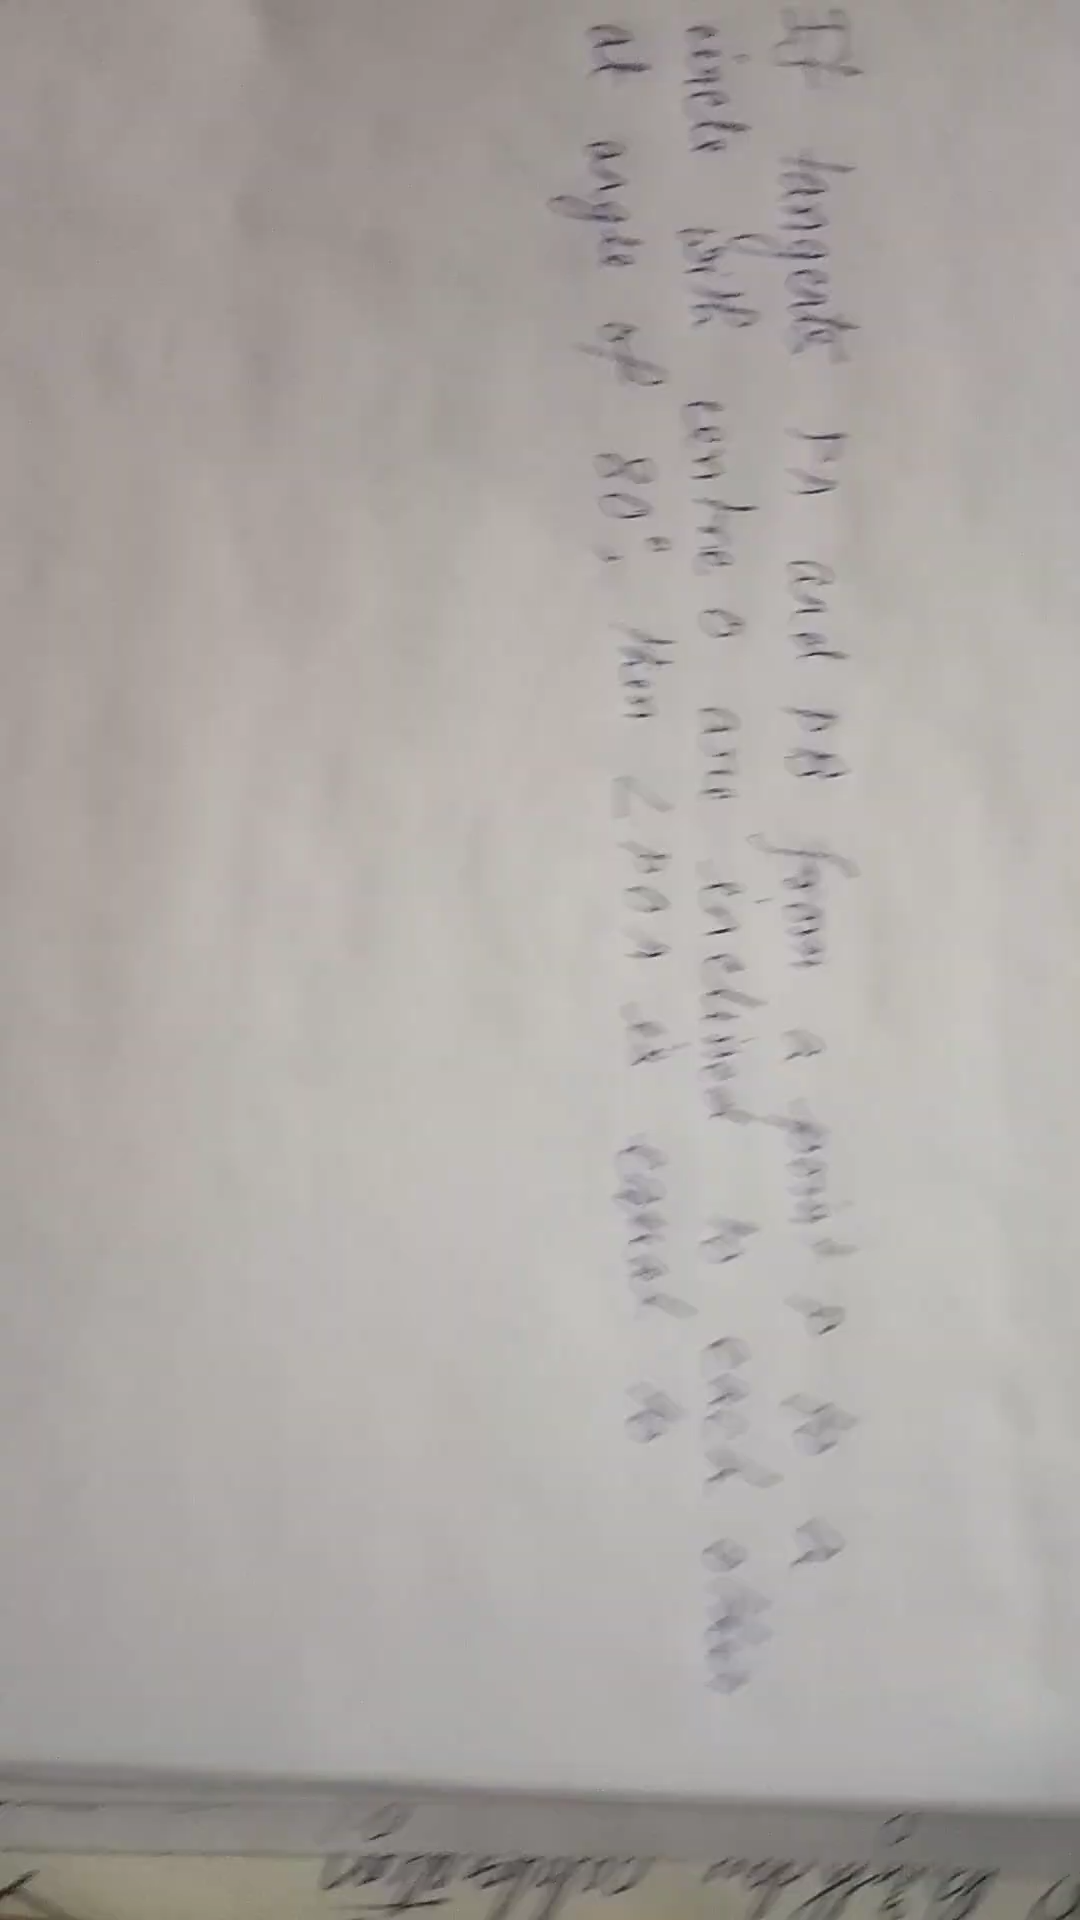 If tangents PA and PB from a point P to a
circle with centre O are inclined to each other
at angle of 80°, then ∠POA is equal to